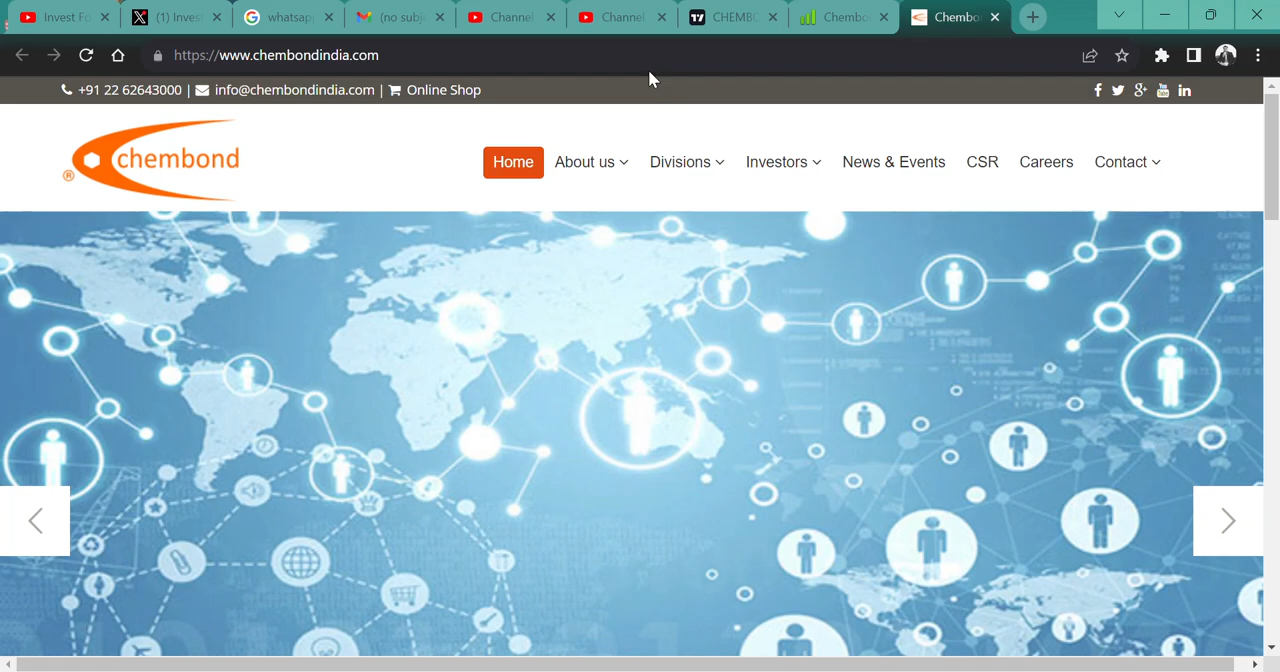 Invest Fo
(1) Invest
whatsap
(no subj
Channel
Channel
CHEMBO
Chembo
Chembo
https://www.chembondindia.com
+91 22 62643000 | info@chembondindia.com | Online Shop
chembond
®
Home About us Divisions Investors News & Events CSR Careers Contact